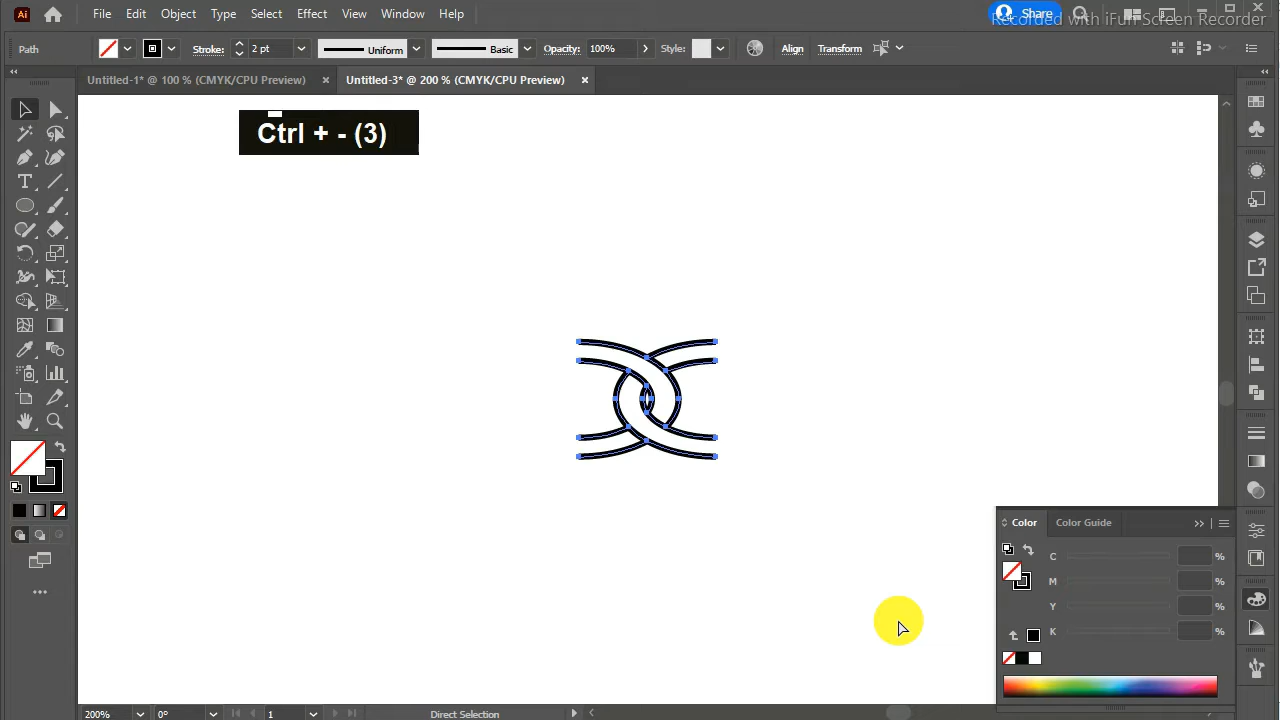 Ai File Edit Object Type Select Effect View Window Help Share
Recorded with iFun Screen Recorder
Path Stroke: 2 pt Uniform Basic Opacity: 100% Style: Align Transform
Untitled-1* @ 100 % (CMYK/CPU Preview) × Untitled-3* @ 200 % (CMYK/CPU Preview) ×
Ctrl + - (3)
Color Color Guide
C %
M %
Y %
K %
200% 0° 1 Direct Selection